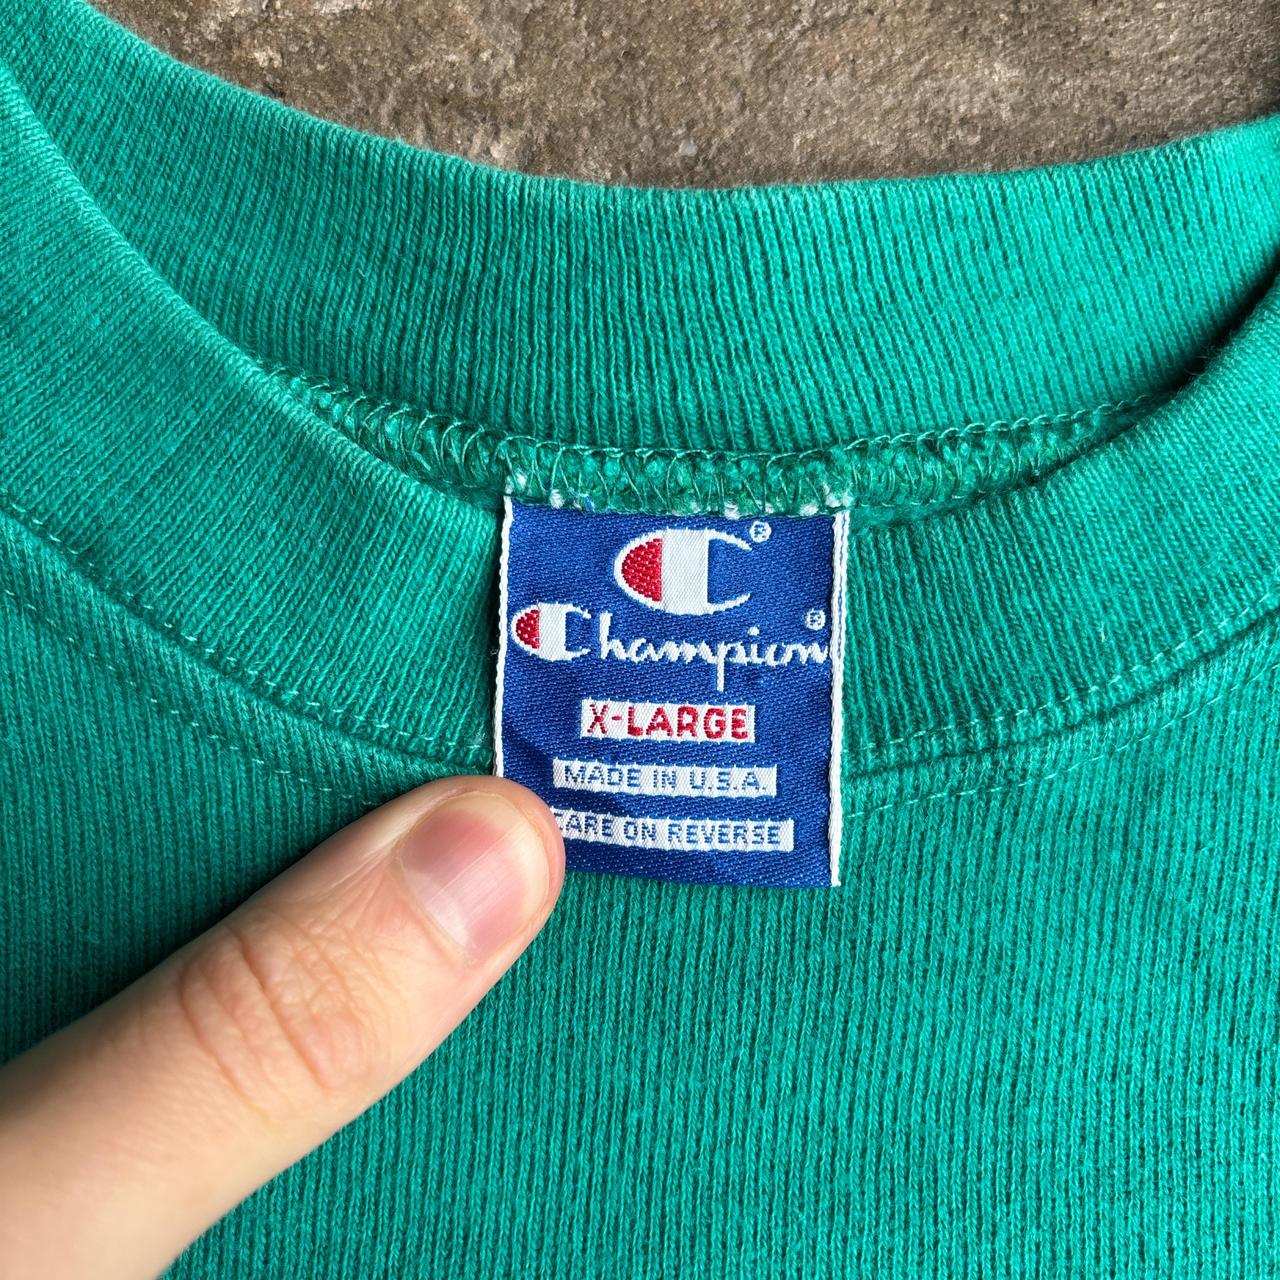 C®
Champion®
X-LARGE
MADE IN U.S.A.
CARE ON REVERSE